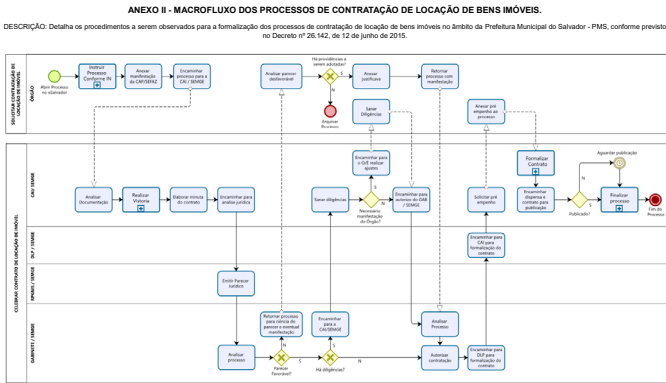 ANEXO II - MACROFLUXO DOS PROCESSOS DE CONTRATAÇÃO DE LOCAÇÃO DE BENS IMÓVEIS.
DESCRIÇÃO: Detalha os procedimentos a serem observados para a formalização dos processos de contratação de locação de bens imóveis no âmbito da Prefeitura Municipal do Salvador - PMS, conforme previsto
no Decreto nº 26.142, de 12 de junho de 2015.
SOLICITAR CONTRATAÇÃO DE
LOCAÇÃO DE IMÓVEL
ÓRGÃO
Abrir Processo
no eSalvador
Instruir
Processo
Conforme IN
Anexar
manifestação
da CAF/SEFAZ
Encaminhar
processo para a
CAI / SEMGE
Analisar parecer
desfavorável
Há providências a
serem adotadas?
S
N
Arquivar
Processo
Anexar
justificativa
Retornar
processo com
manifestação
Sanar
Diligências
Anexar pré
empenho ao
processo
CELEBRAR CONTRATO DE LOCAÇÃO DE IMÓVEL
CAI/ SEMGE
Analisar
Documentação
Realizar
Vistoria
Elaborar minuta
do contrato
Encaminhar para
análise jurídica
Sanar diligências
Encaminhar para
o O/E realizar
ajustes
S
N
Necessário
manifestação
do Órgão?
Encaminhar para
autorizo do GAB
/ SEMGE
Solicitar pré
empenho
Formalizar
Contrato
Encaminhar
dispensa e
contrato para
publicação
Publicado?
N
S
Aguardar publicação
Finalizar
processo
Fim do
Processo
DLP / SEMGE
Encaminhar para
CAI para
formalização do
contrato
/ SEMGE
Emitir Parecer
Jurídico
GABINETE / SEMGE
Analisar
processo
Retornar processo
para ciência do
parecer e eventual
manifestação
N
S
Parecer
Favorável?
Encaminhar
para a
CAI/SEMGE
S
N
Há diligências?
Analisar
Processo
Autorizar
contratação
Encaminhar para
DLP para
formalização do
contrato